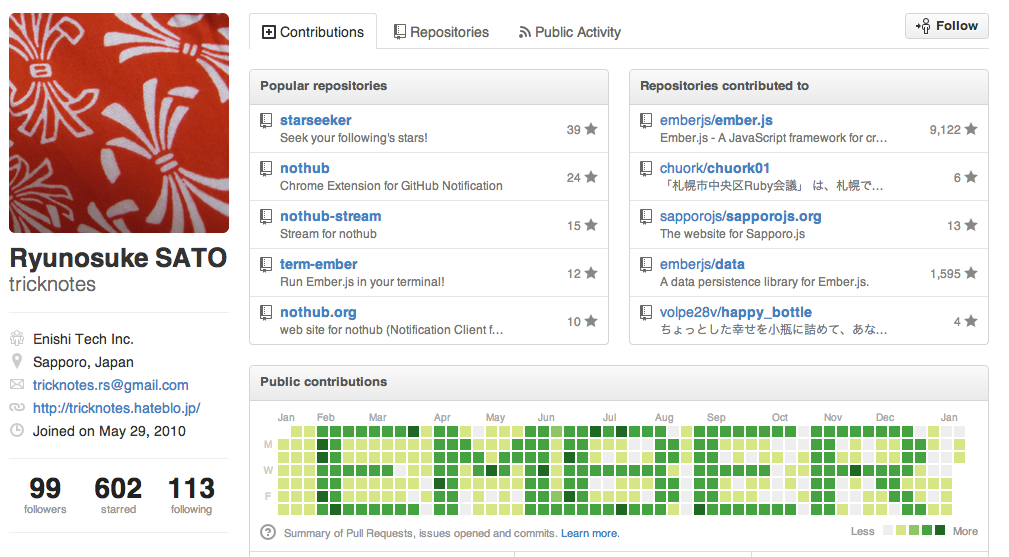 Contributions
Repositories
Public Activity
Follow
Ryunosuke SATO
tricknotes
Enishi Tech Inc.
Sapporo, Japan
tricknotes.rs@gmail.com
http://tricknotes.hateblo.jp/
Joined on May 29, 2010
99 602 113
followers starred following
Popular repositories
starseeker
Seek your following's stars!
39
nothub
Chrome Extension for GitHub Notification
24
nothub-stream
Stream for nothub
15
term-ember
Run Ember.js in your terminal!
12
nothub.org
web site for nothub (Notification Client f…
10
Repositories contributed to
emberjs/ember.js
Ember.js - A JavaScript framework for cr…
9,122
chuork/chuork01
「札幌市中央区Ruby会議」 は、札幌で…
6
sapporojs/sapporojs.org
The website for Sapporo.js
13
emberjs/data
A data persistence library for Ember.js.
1,595
volpe28v/happy_bottle
ちょっとした幸せを小瓶に詰めて、あな…
4
Public contributions
Jan Feb Mar Apr May Jun Jul Aug Sep Oct Nov Dec Jan
M
W
F
Summary of Pull Requests, issues opened and commits. Learn more.
Less More